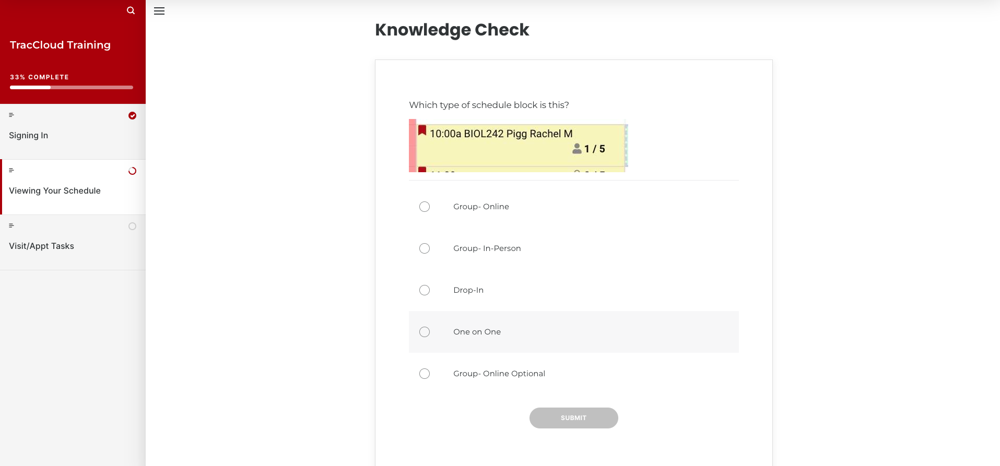 TracCloud Training
33% COMPLETE
Signing In
Viewing Your Schedule
Visit/Appt Tasks
Knowledge Check
Which type of schedule block is this?
10:00a BIOL242 Pigg Rachel M
1 / 5
Group- Online
Group- In-Person
Drop-In
One on One
Group- Online Optional
SUBMIT